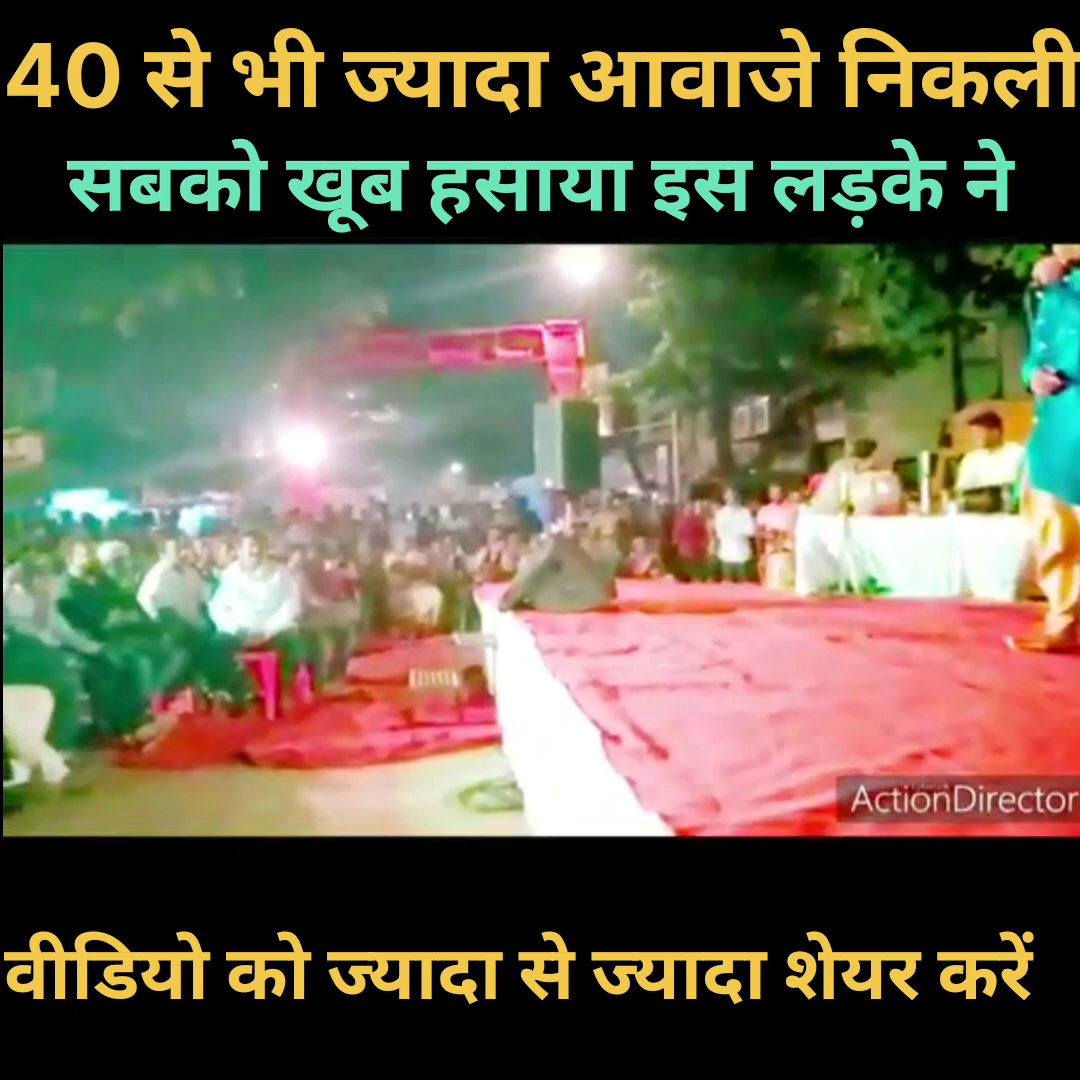 40 से भी ज्यादा आवाजे निकली
सबको खूब हसाया इस लड़के ने
ActionDirector
वीडियो को ज्यादा से ज्यादा शेयर करें